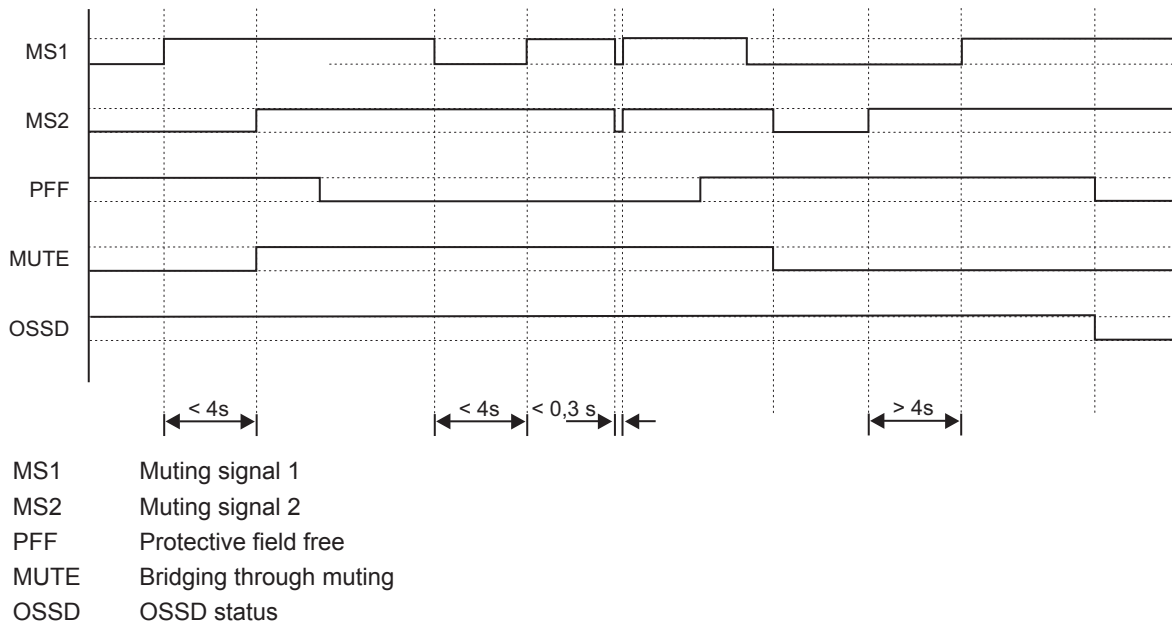 MS1
MS2
PFF
MUTE
OSSD
< 4s < 4s < 0,3 s > 4s
MS1 Muting signal 1
MS2 Muting signal 2
PFF Protective field free
MUTE Bridging through muting
OSSD OSSD status